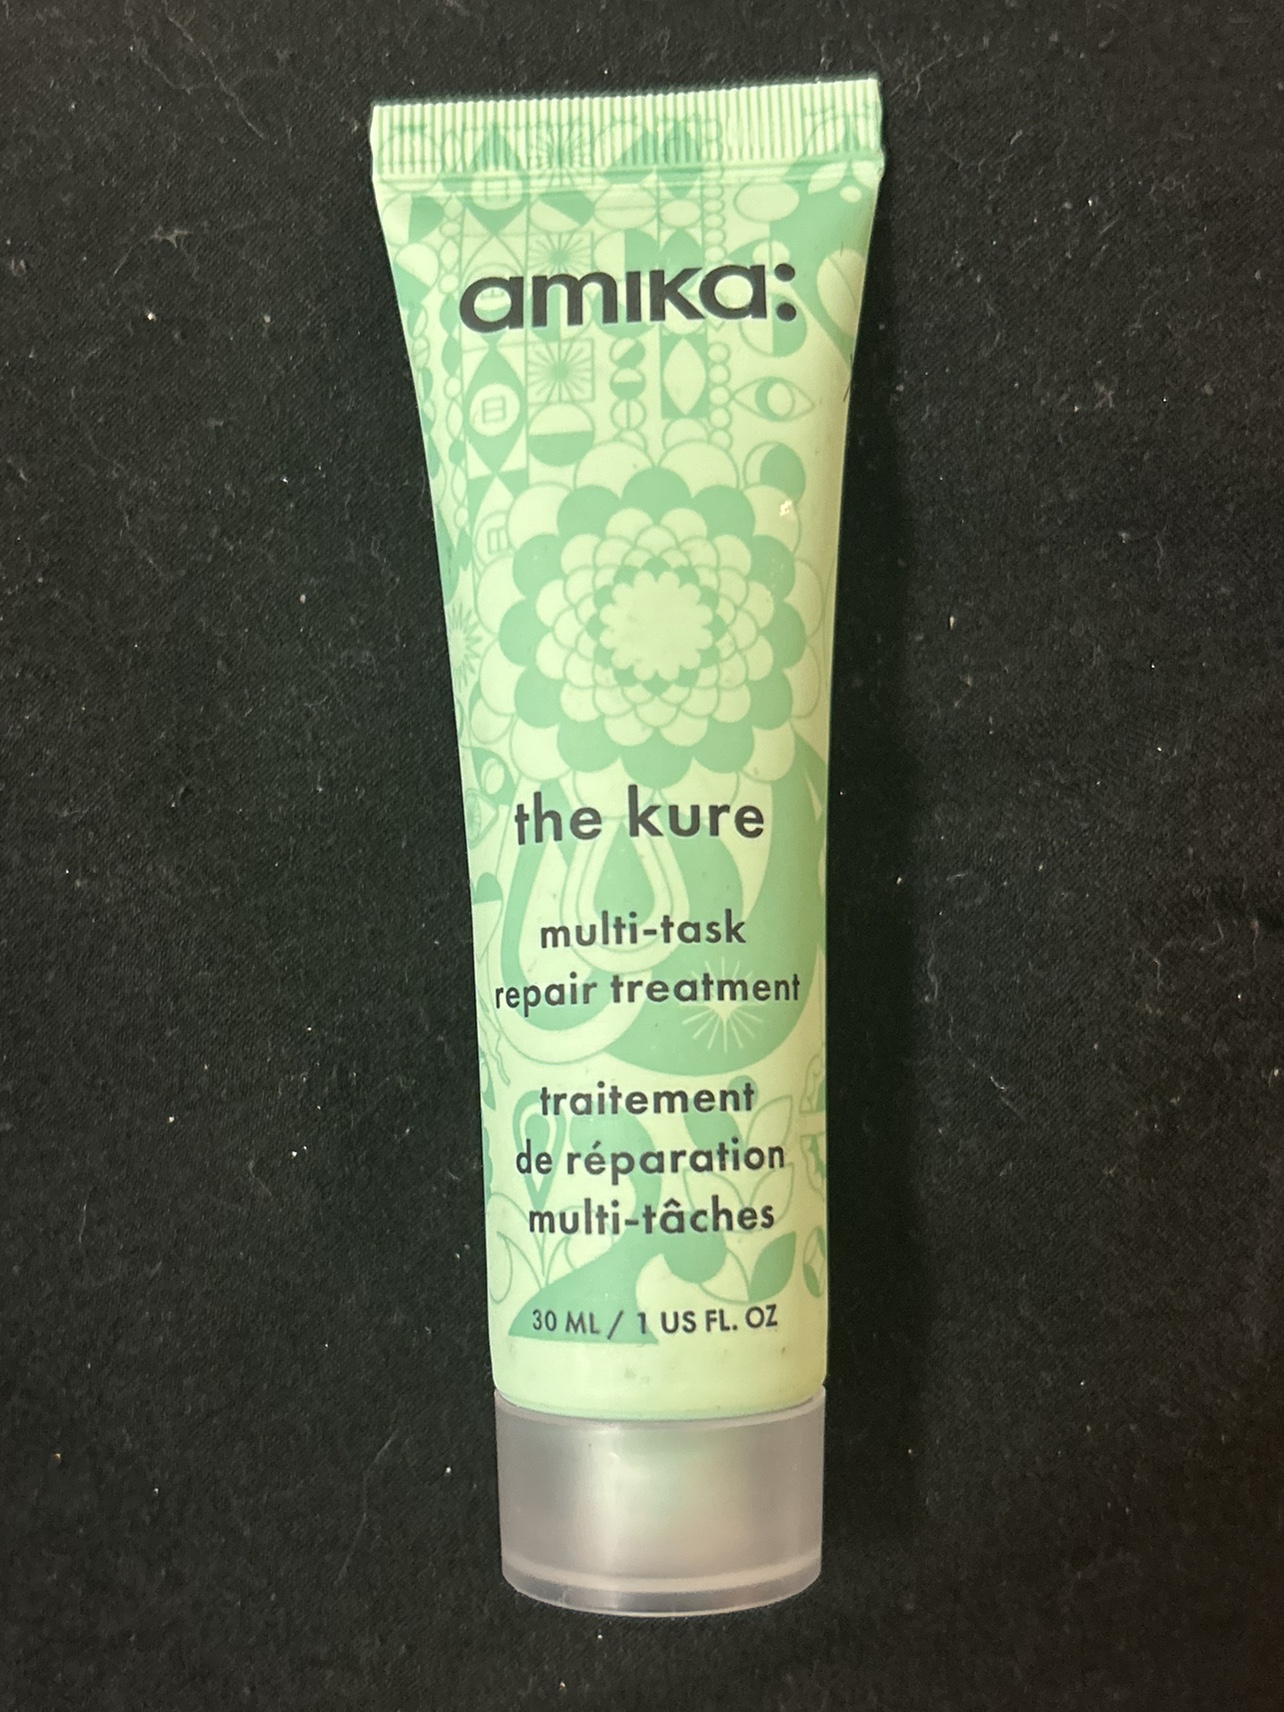 amika:
the kure
multi-task
repair treatment
traitement
de réparation
multi-tâches
30 ML / 1 US FL. OZ